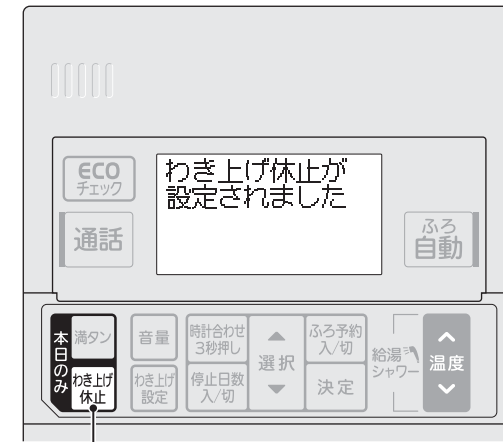 ECO
チェック
通話
わき上げ休止が
設定されました
ふろ
自動
本日のみ
満タン
わき上げ
休止
音量
わき上げ
設定
時計合わせ
3秒押し
停止日数
入/切
選択
ふろ予約
入/切
決定
給湯
シャワー
温度